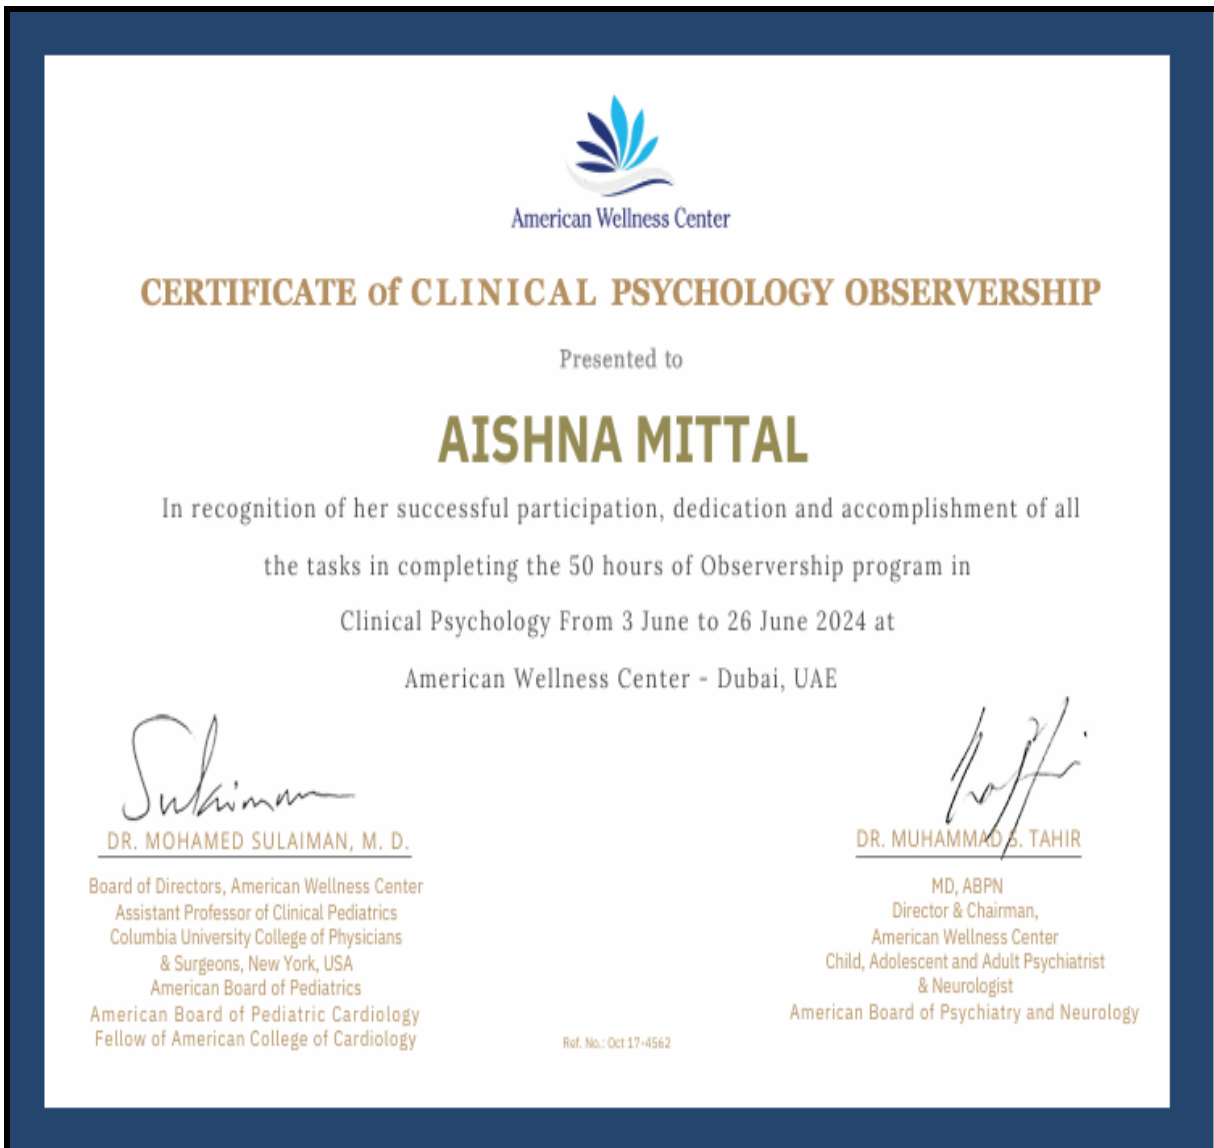 American Wellness Center
CERTIFICATE of CLINICAL PSYCHOLOGY OBSERVERSHIP
Presented to
AISHNA MITTAL
In recognition of her successful participation, dedication and accomplishment of all
the tasks in completing the 50 hours of Observership program in
Clinical Psychology From 3 June to 26 June 2024 at
American Wellness Center - Dubai, UAE
Sulaiman
DR. MOHAMED SULAIMAN, M. D.
Board of Directors, American Wellness Center
Assistant Professor of Clinical Pediatrics
Columbia University College of Physicians
& Surgeons, New York, USA
American Board of Pediatrics
American Board of Pediatric Cardiology
Fellow of American College of Cardiology
DR. MUHAMMAD S. TAHIR
MD, ABPN
Director & Chairman,
American Wellness Center
Child, Adolescent and Adult Psychiatrist
& Neurologist
American Board of Psychiatry and Neurology
Ref. No.: Oct 17-4562